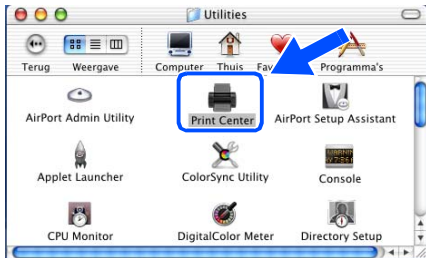 Utilities
Terug Weergave Computer Thuis Fav Programma's
AirPort Admin Utility Print Center AirPort Setup Assistant
Applet Launcher ColorSync Utility Console
CPU Monitor DigitalColor Meter Directory Setup